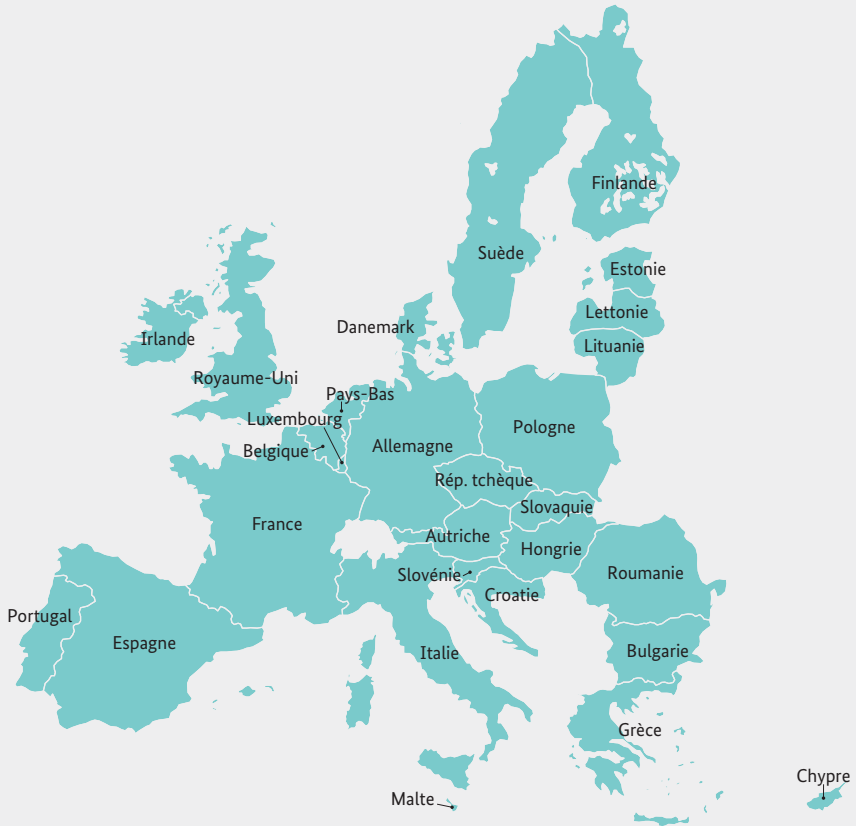 Finlande
Suède
Estonie
Lettonie
Danemark
Irlande
Lituanie
Royaume-Uni
Pays-Bas
Luxembourg
Pologne
Allemagne
Belgique
Rép. tchèque
Slovaquie
France
Autriche
Hongrie
Slovénie
Roumanie
Croatie
Portugal
Espagne
Italie
Bulgarie
Grèce
Chypre
Malte